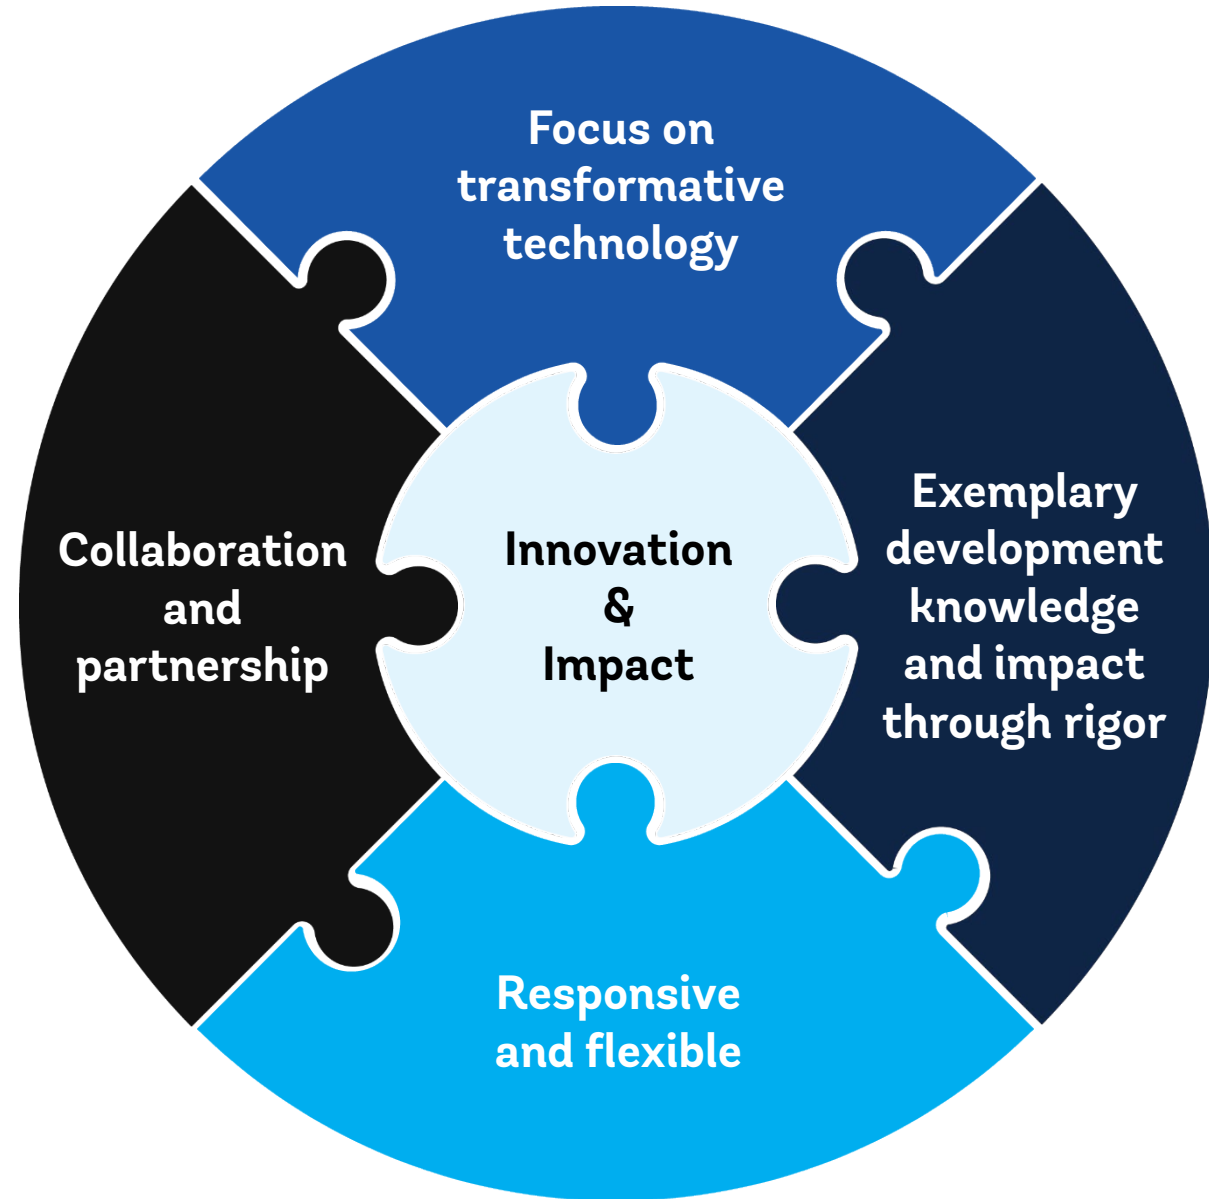 Focus on
transformative
technology
Collaboration
and
partnership
Innovation
&
Impact
Exemplary
development
knowledge
and impact
through rigor
Responsive
and flexible